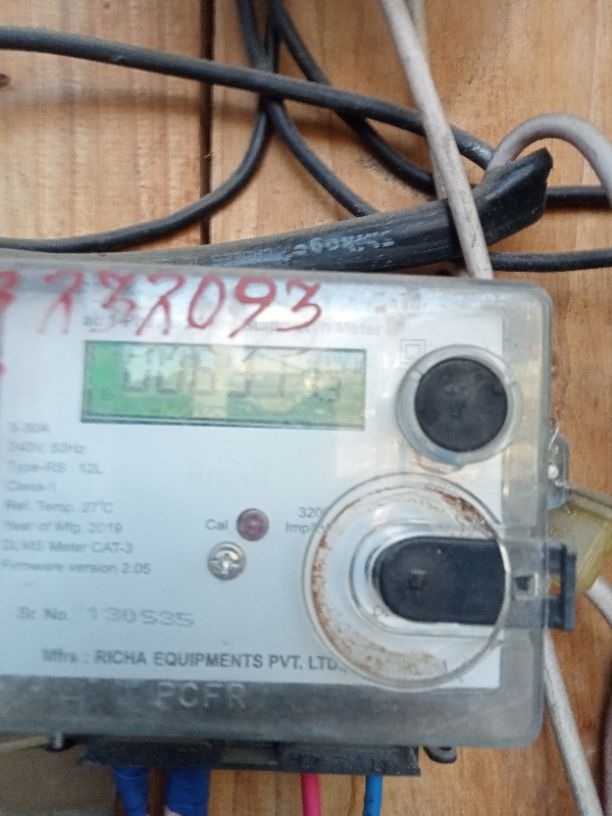 3232093
5-30A
240V, 50Hz
Type-RS : 12L
Class-1
Ref. Temp. 27°C
Year of Mfg. 2019
DLMS Meter CAT-3
Firmware version 2.05
Cal
320
Imp/
Sr. No. 130535
Mfrs : RICHA EQUIPMENTS PVT. LTD.
PCFR